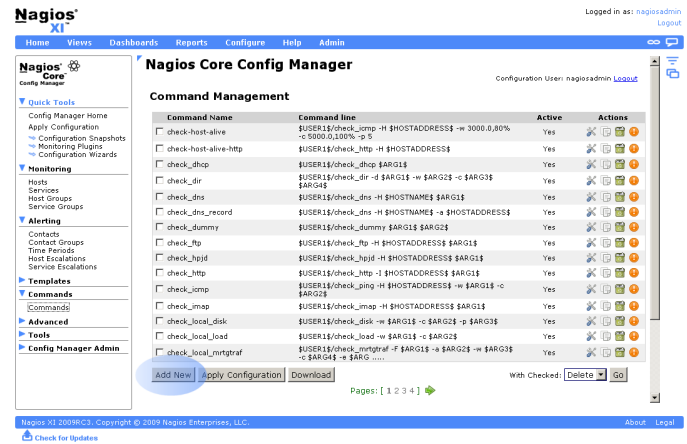 Nagios®
XI™
Logged in as: nagiosadmin
Logout
Home Views Dashboards Reports Configure Help Admin
Nagios®
Core™
Config Manager
Quick Tools
Config Manager Home
Apply Configuration
Configuration Snapshots
Monitoring Plugins
Configuration Wizards
Monitoring
Hosts
Services
Host Groups
Service Groups
Alerting
Contacts
Contact Groups
Time Periods
Host Escalations
Service Escalations
Templates
Commands
Commands
Advanced
Tools
Config Manager Admin
Nagios Core Config Manager
Configuration User: nagiosadmin Logout
Command Management
Command Name Command line Active Actions
check-host-alive $USER1$/check_icmp -H $HOSTADDRESS$ -w 3000.0,80% Yes
-c 5000.0,100% -p 5
check-host-alive-http $USER1$/check_http -H $HOSTADDRESS$ Yes
check_dhcp $USER1$/check_dhcp $ARG1$ Yes
check_dir $USER1$/check_dir -d $ARG1$ -w $ARG2$ -c $ARG3$ Yes
$ARG4$
check_dns $USER1$/check_dns -H $HOSTNAME$ $ARG1$ Yes
check_dns_record $USER1$/check_dns -H $HOSTNAME$ -a $HOSTADDRESS$ Yes
check_dummy $USER1$/check_dummy $ARG1$ $ARG2$ Yes
check_ftp $USER1$/check_ftp -H $HOSTADDRESS$ $ARG1$ Yes
check_hpjd $USER1$/check_hpjd -H $HOSTADDRESS$ $ARG1$ Yes
check_http $USER1$/check_http -I $HOSTADDRESS$ $ARG1$ Yes
check_icmp $USER1$/check_ping -H $HOSTADDRESS$ -w $ARG1$ -c Yes
$ARG2$
check_imap $USER1$/check_imap -H $HOSTADDRESS$ $ARG1$ Yes
check_local_disk $USER1$/check_disk -w $ARG1$ -c $ARG2$ -p $ARG3$ Yes
check_local_load $USER1$/check_load -w $ARG1$ -c $ARG2$ Yes
check_local_mrtgtraf $USER1$/check_mrtgtraf -F $ARG1$ -a $ARG2$ -w $ARG3$ Yes
-c $ARG4$ -e $ARG .....
Add New Apply Configuration Download With Checked: Delete Go
Pages: [ 1 2 3 4 ]
Nagios XI 2009RC3. Copyright © 2009 Nagios Enterprises, LLC. About Legal
Check for Updates